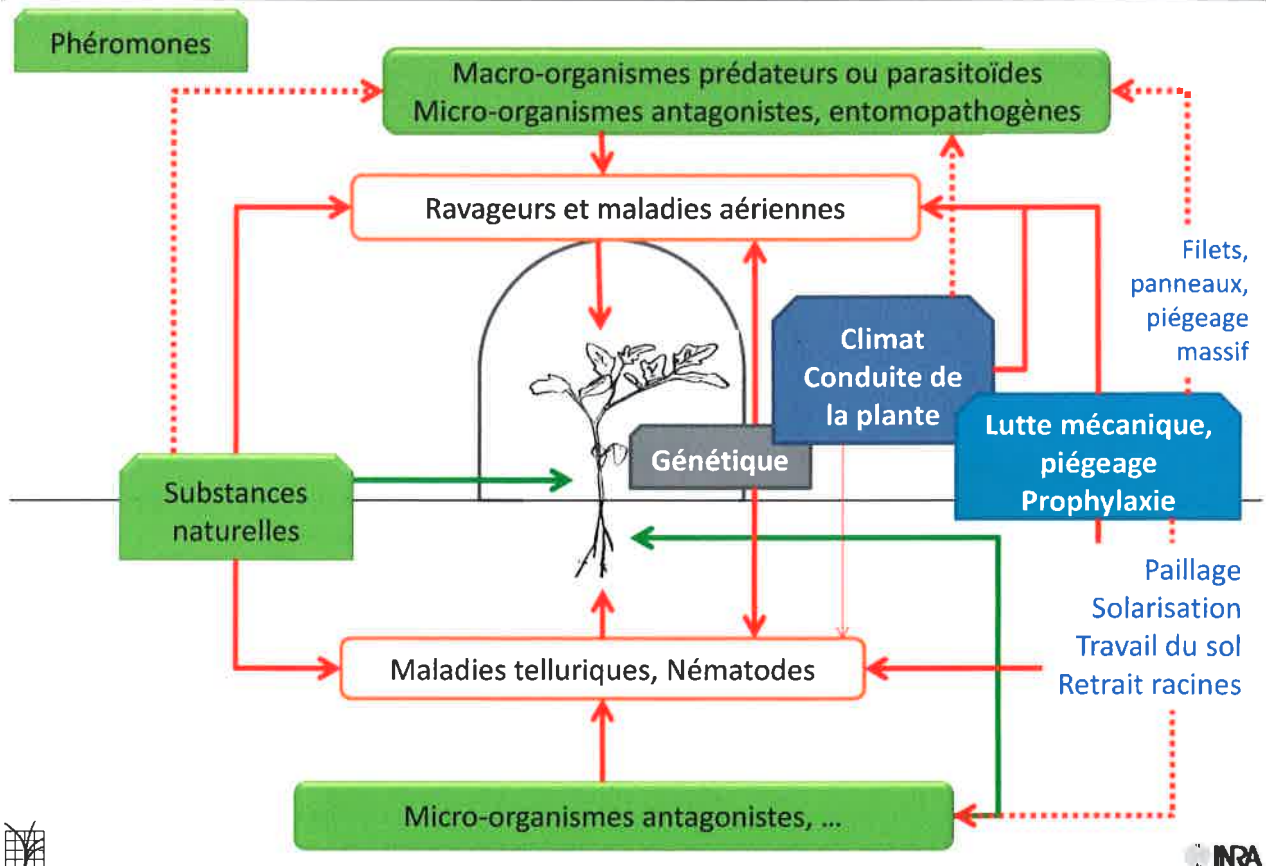 Phéromones
Macro-organismes prédateurs ou parasitoïdes
Micro-organismes antagonistes, entomopathogènes
Ravageurs et maladies aériennes
Filets,
panneaux,
piégeage
massif
Climat
Conduite de
la plante
Lutte mécanique,
piégeage
Prophylaxie
Génétique
Substances
naturelles
Paillage
Solarisation
Travail du sol
Retrait racines
Maladies telluriques, Nématodes
Micro-organismes antagonistes, ...
INRA